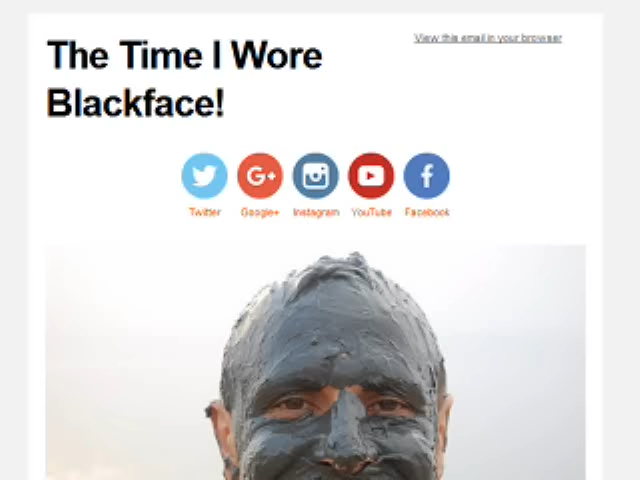 View this email in your browser
The Time I Wore
Blackface!
Twitter Google+ Instagram YouTube Facebook